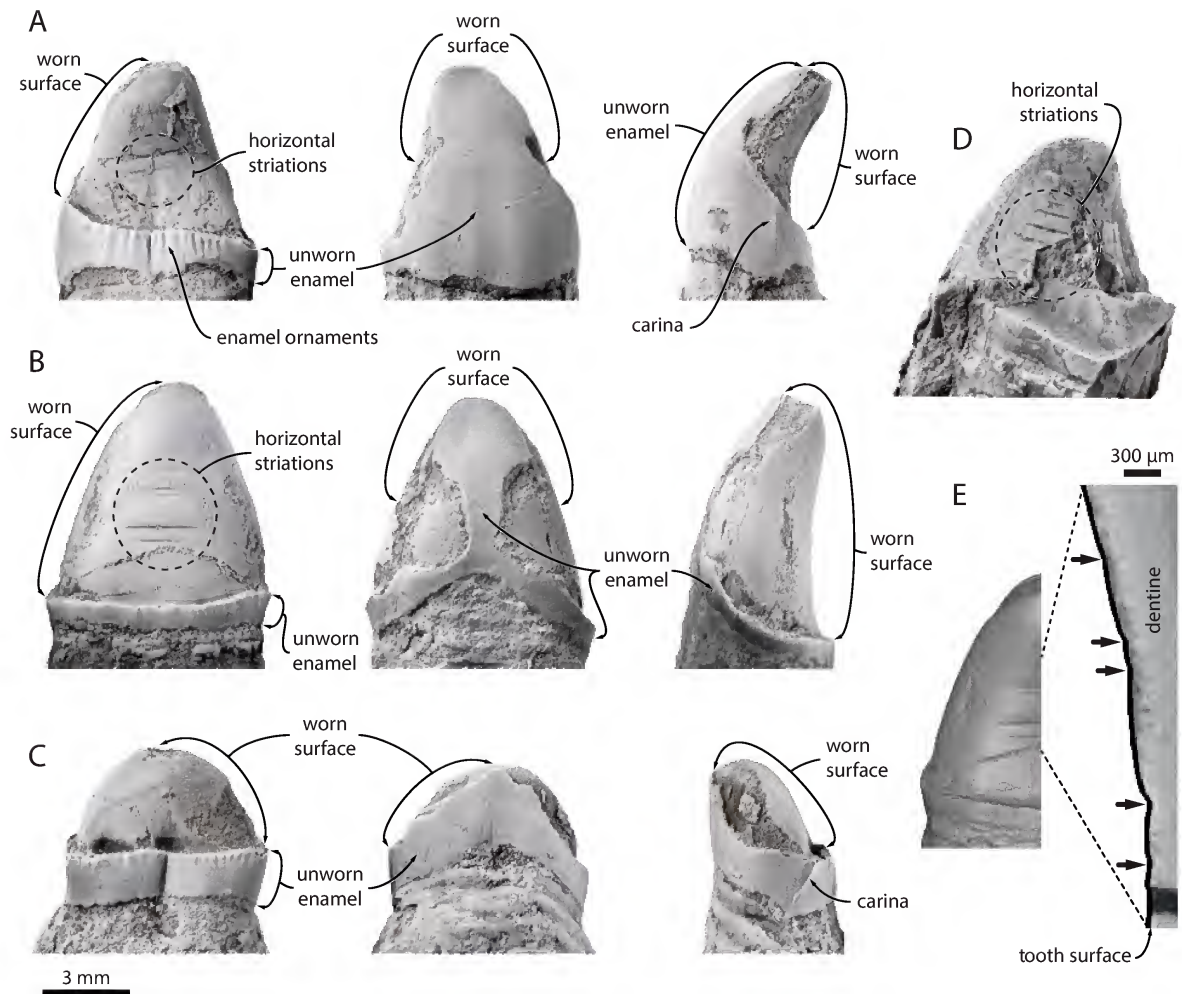 A
worn
surface
horizontal
striations
unworn
enamel
enamel ornaments
worn
surface
unworn
enamel
worn
surface
carina
D
horizontal
striations
B
worn
surface
horizontal
striations
unworn
enamel
worn
surface
unworn
enamel
worn
surface
E
300 µm
dentine
tooth surface
C
worn
surface
unworn
enamel
worn
surface
carina
3 mm